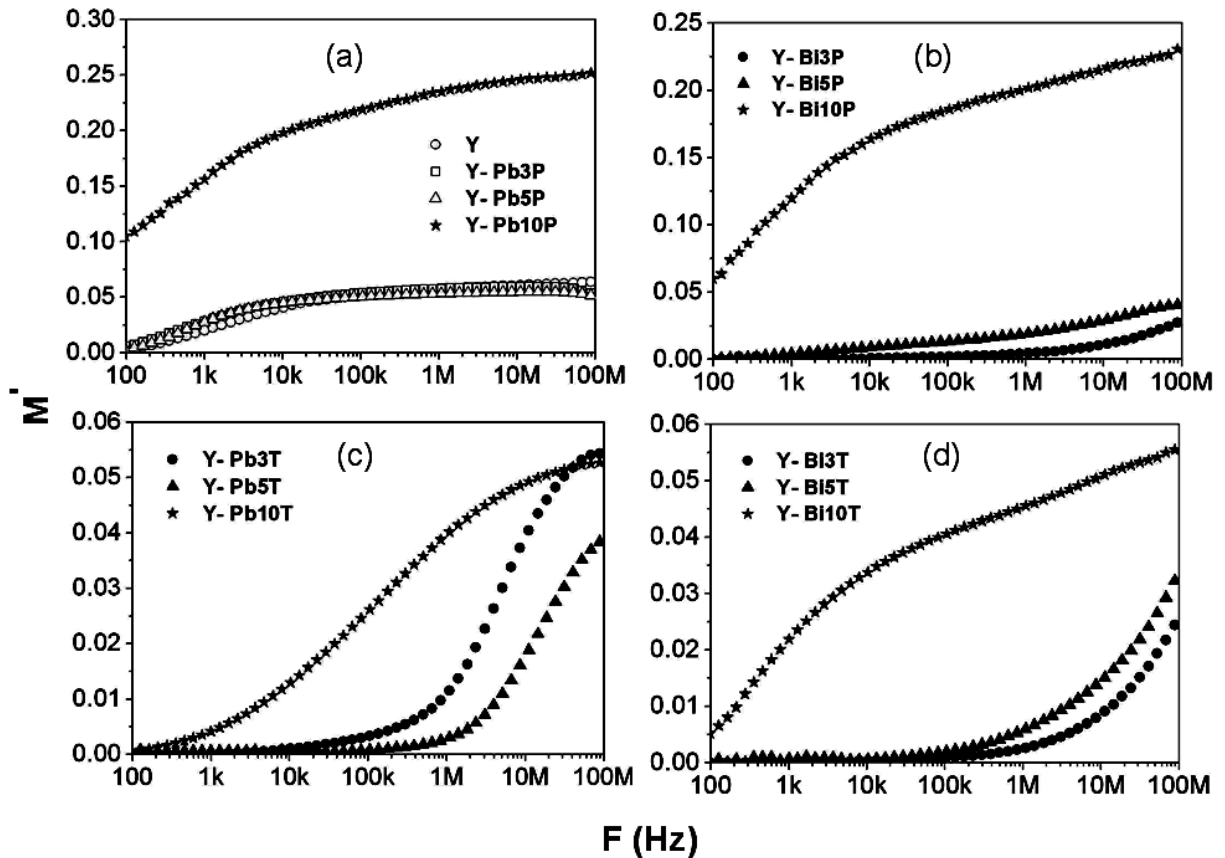 0.30
0.25
0.20
0.15
0.10
0.05
0.00
(a)
Y
Y- Pb3P
Y- Pb5P
Y- Pb10P
100 1k 10k 100k 1M 10M 100M
0.25
0.20
0.15
0.10
0.05
0.00
(b)
Y- Bi3P
Y- Bi5P
Y- Bi10P
100 1k 10k 100k 1M 10M 100M
M'
0.06
0.05
0.04
0.03
0.02
0.01
0.00
(c)
Y- Pb3T
Y- Pb5T
Y- Pb10T
100 1k 10k 100k 1M 10M 100M
0.06
0.05
0.04
0.03
0.02
0.01
0.00
(d)
Y- Bi3T
Y- Bi5T
Y- Bi10T
100 1k 10k 100k 1M 10M 100M
F (Hz)